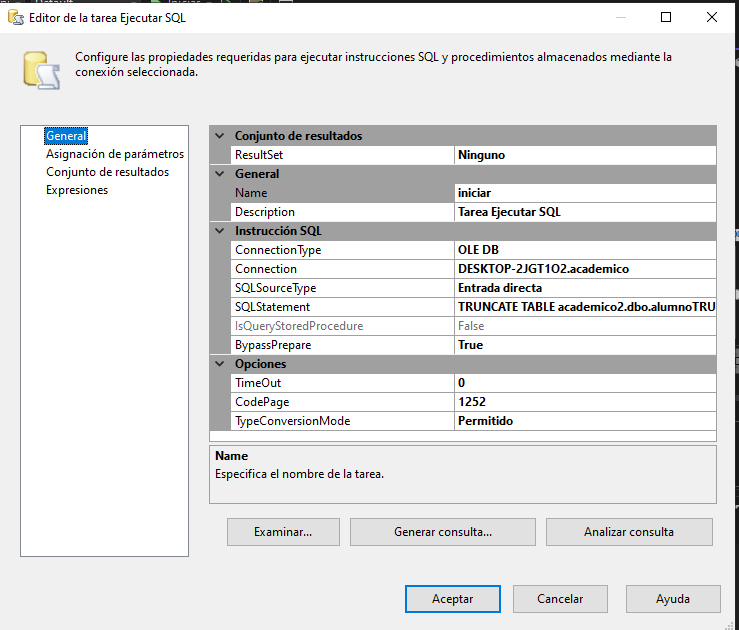 Editor de la tarea Ejecutar SQL
Configure las propiedades requeridas para ejecutar instrucciones SQL y procedimientos almacenados mediante la
conexión seleccionada.
General
Asignación de parámetros
Conjunto de resultados
Expresiones
Conjunto de resultados
ResultSet Ninguno
General
Name iniciar
Description Tarea Ejecutar SQL
Instrucción SQL
ConnectionType OLE DB
Connection DESKTOP-2JGT1O2.academico
SQLSourceType Entrada directa
SQLStatement TRUNCATE TABLE academico2.dbo.alumnoTRU
IsQueryStoredProcedure False
BypassPrepare True
Opciones
TimeOut 0
CodePage 1252
TypeConversionMode Permitido
Name
Especifica el nombre de la tarea.
Examinar... Generar consulta... Analizar consulta
Aceptar Cancelar Ayuda